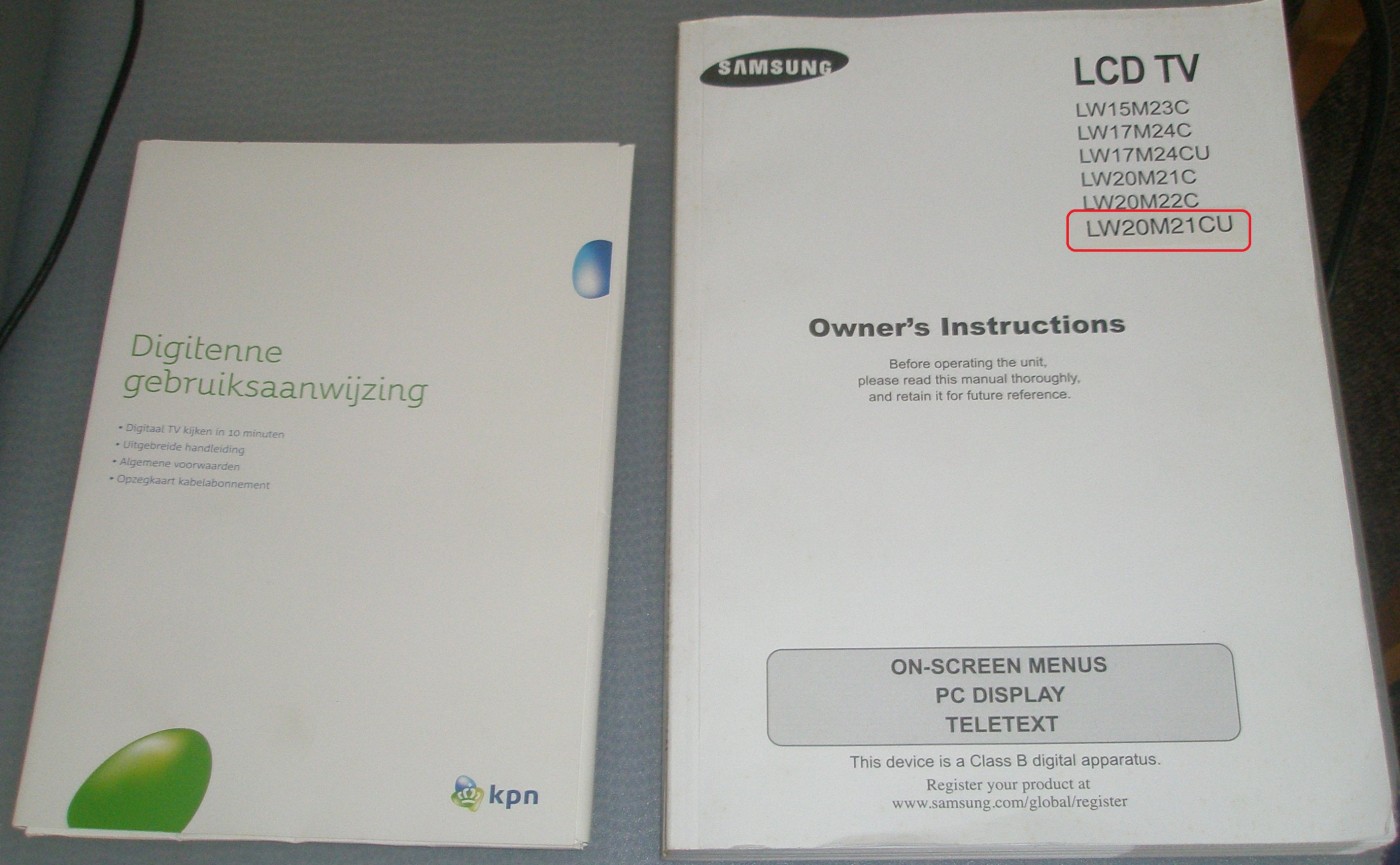 Digitenne
gebruiksaanwijzing
• Digitaal TV kijken in 10 minuten
• Uitgebreide handleiding
• Algemene voorwaarden
• Opzegkaart kabelabonnement
kpn
SAMSUNG
LCD TV
LW15M23C
LW17M24C
LW17M24CU
LW20M21C
LW20M22C
LW20M21CU
Owner's Instructions
Before operating the unit,
please read this manual thoroughly,
and retain it for future reference.
ON-SCREEN MENUS
PC DISPLAY
TELETEXT
This device is a Class B digital apparatus.
Register your product at
www.samsung.com/global/register